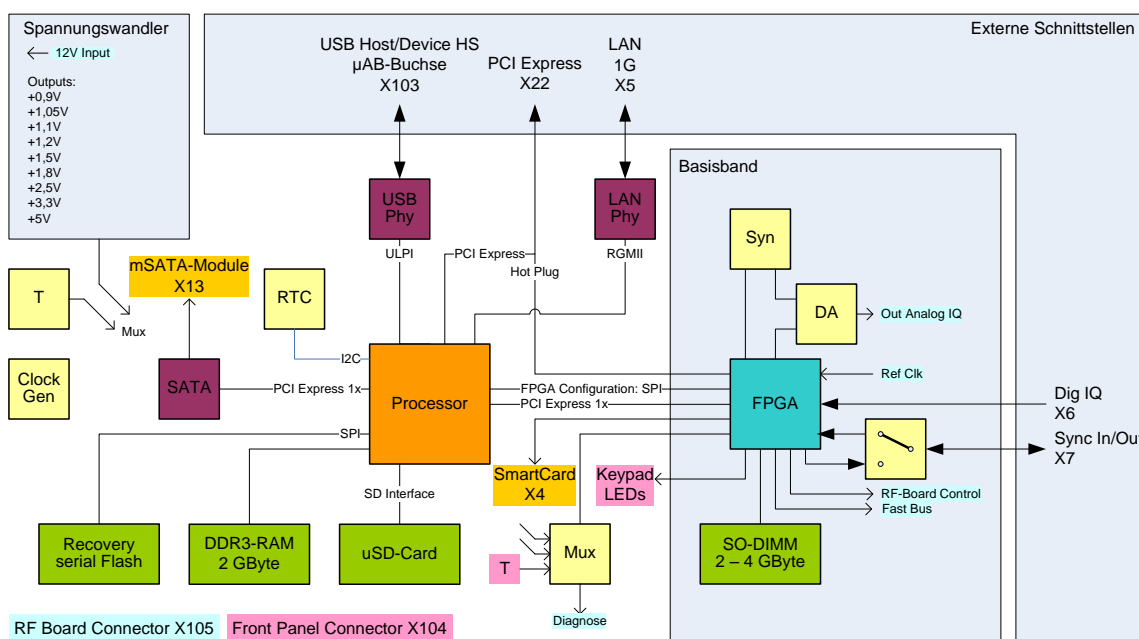 Spannungswandler
12V Input
Outputs:
+0,9V
+1,05V
+1,1V
+1,2V
+1,5V
+1,8V
+2,5V
+3,3V
+5V
Externe Schnittstellen
USB Host/Device HS
µAB-Buchse
X103
PCI Express
X22
LAN
1G
X5
Basisband
USB
Phy
LAN
Phy
ULPI
PCI Express
Hot Plug
RGMII
Syn
DA
Out Analog IQ
mSATA-Module
X13
T
Mux
RTC
I2C
Clock
Gen
SATA
PCI Express 1x
Processor
FPGA Configuration: SPI
PCI Express 1x
FPGA
Ref Clk
Dig IQ
X6
Sync In/Out
X7
SPI
SD Interface
SmartCard
X4
Keypad
LEDs
RF-Board Control
Fast Bus
Recovery
serial Flash
DDR3-RAM
2 GByte
uSD-Card
T
Mux
SO-DIMM
2 – 4 GByte
Diagnose
RF Board Connector X105
Front Panel Connector X104